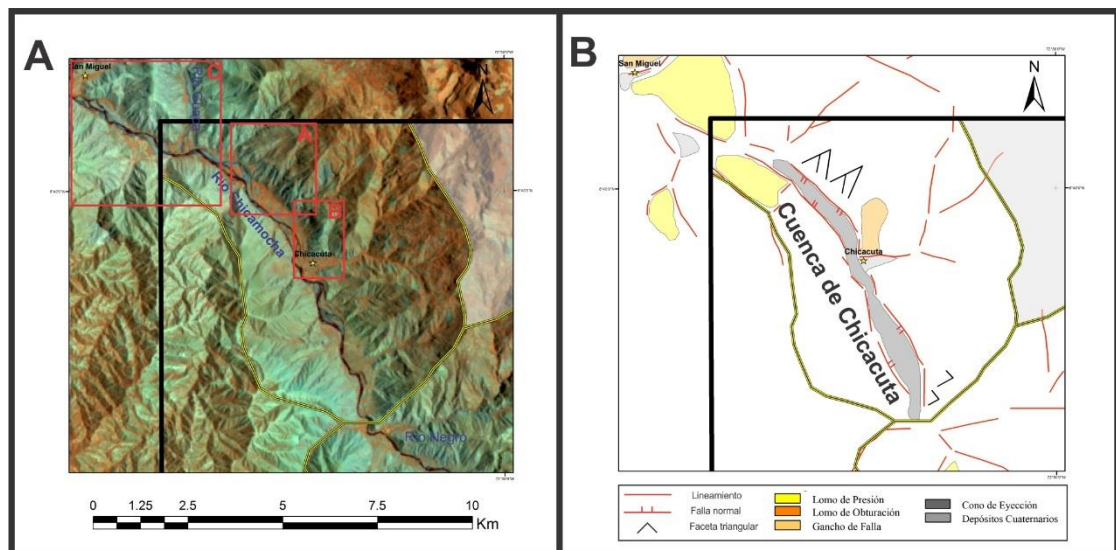 A
San Miguel
N
C
A
B
Río Chicamocha
Chicacuta
Río Negro
0 1.25 2.5 5 7.5 10
Km
B
San Miguel
N
Chicacuta
Cuenca de Chicacuta
Lineamiento
Falla normal
Faceta triangular
Lomo de Presión
Lomo de Obturación
Gancho de Falla
Cono de Eyección
Depósitos Cuaternarios